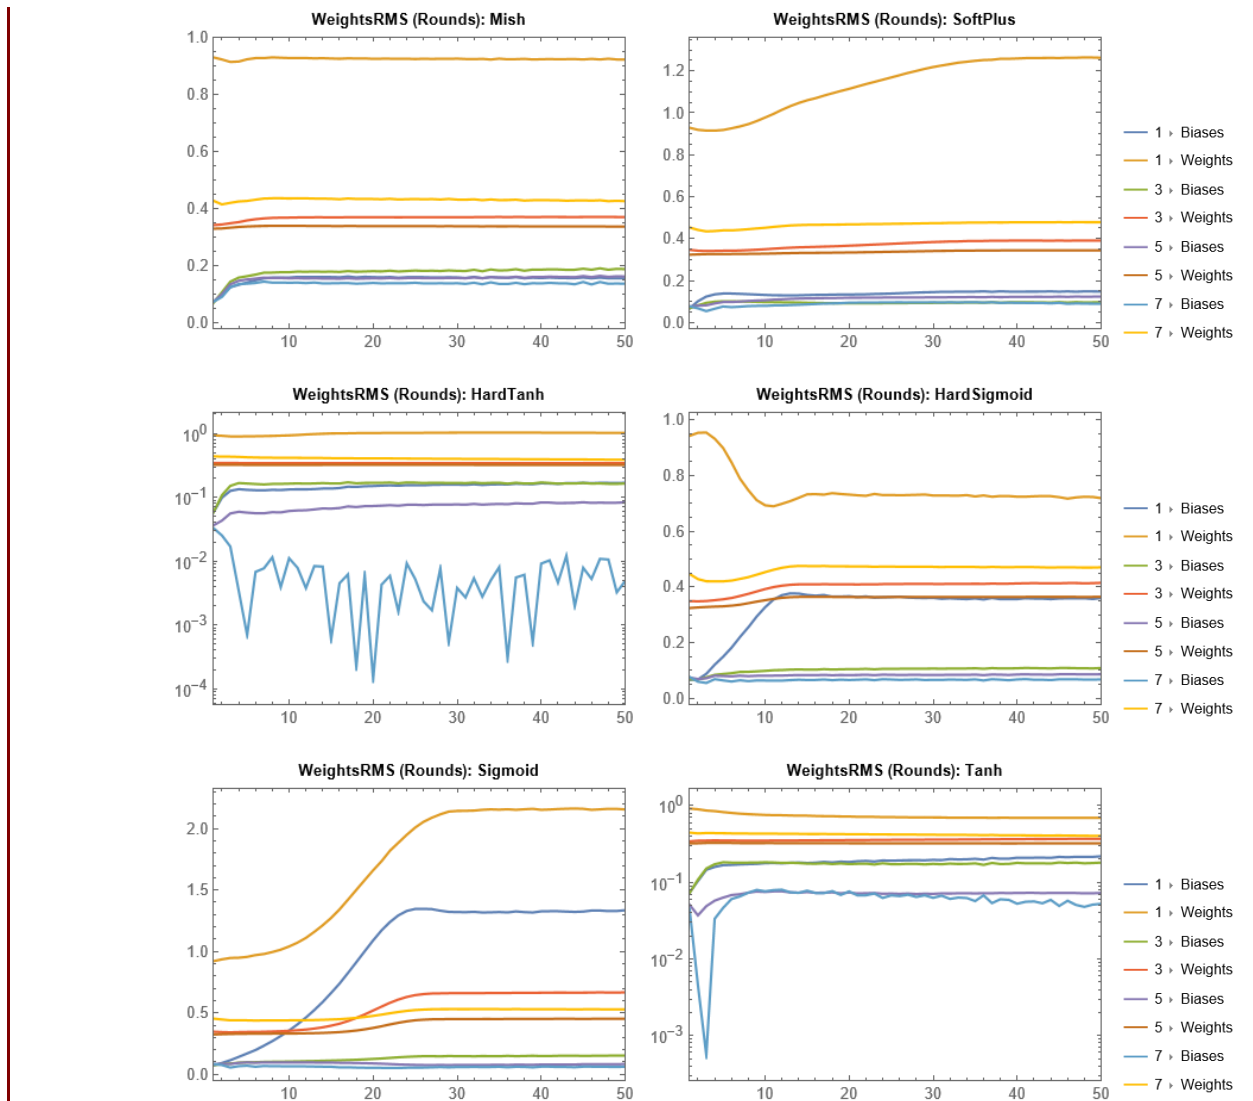 WeightsRMS (Rounds): Mish
1.0
0.8
0.6
0.4
0.2
0.0
10 20 30 40 50
WeightsRMS (Rounds): SoftPlus
1.2
1.0
0.8
0.6
0.4
0.2
0.0
10 20 30 40 50
1 ‣ Biases
1 ‣ Weights
3 ‣ Biases
3 ‣ Weights
5 ‣ Biases
5 ‣ Weights
7 ‣ Biases
7 ‣ Weights
WeightsRMS (Rounds): HardTanh
10⁰
10⁻¹
10⁻²
10⁻³
10⁻⁴
10 20 30 40 50
WeightsRMS (Rounds): HardSigmoid
1.0
0.8
0.6
0.4
0.2
0.0
10 20 30 40 50
1 ‣ Biases
1 ‣ Weights
3 ‣ Biases
3 ‣ Weights
5 ‣ Biases
5 ‣ Weights
7 ‣ Biases
7 ‣ Weights
WeightsRMS (Rounds): Sigmoid
2.0
1.5
1.0
0.5
0.0
10 20 30 40 50
WeightsRMS (Rounds): Tanh
10⁰
10⁻¹
10⁻²
10⁻³
10 20 30 40 50
1 ‣ Biases
1 ‣ Weights
3 ‣ Biases
3 ‣ Weights
5 ‣ Biases
5 ‣ Weights
7 ‣ Biases
7 ‣ Weights